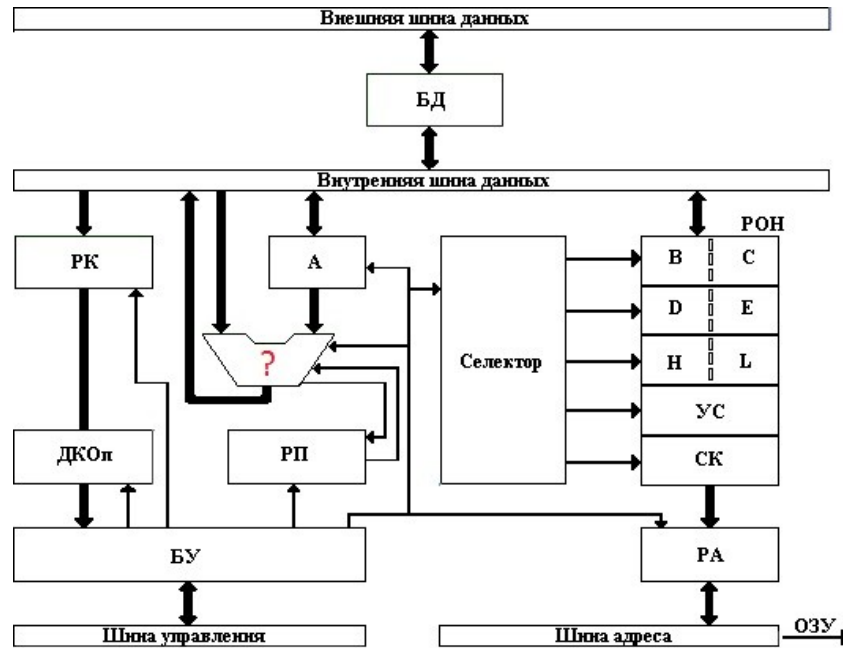 Внешняя шина данных
БД
Внутренняя шина данных
РОН
РК
А
B C
D E
?
Селектор
H L
УС
ДКОп
РП
СК
БУ
РА
Шина управления
Шина адреса
ОЗУ